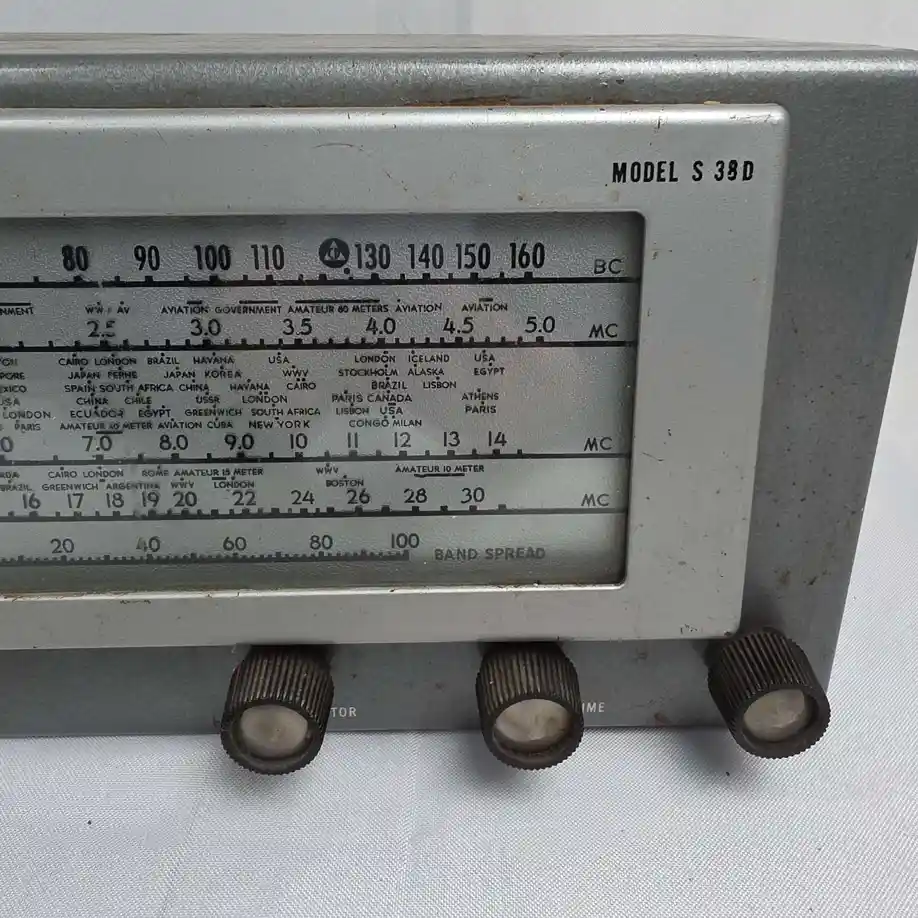 MODEL S 38D
80 90 100 110 130 140 150 160 BC
AVIATION GOVERNMENT AMATEUR 80 METERS AVIATION AVIATION
2.5 3.0 3.5 4.0 4.5 5.0 MC
CAIRO LONDON BRAZIL HAVANA USA LONDON ICELAND USA
JAPAN JAPAN KOREA WWV STOCKHOLM ALASKA EGYPT
SPAIN SOUTH AFRICA CHINA HAVANA CAIRO BRAZIL LISBON
CHINA CHILE USSR LONDON PARIS CANADA ATHENS
LONDON ECUADOR EGYPT GREENWICH SOUTH AFRICA LISBON USA PARIS
PARIS AMATEUR 40 METER AVIATION CUBA NEW YORK CONGO MILAN
7.0 8.0 9.0 10 11 12 13 14 MC
CAIRO LONDON ROME AMATEUR 15 METER WWV AMATEUR 10 METER
GREENWICH ARGENTINA WWV LONDON BOSTON
16 17 18 19 20 22 24 26 28 30 MC
20 40 60 80 100 BAND SPREAD
TOR